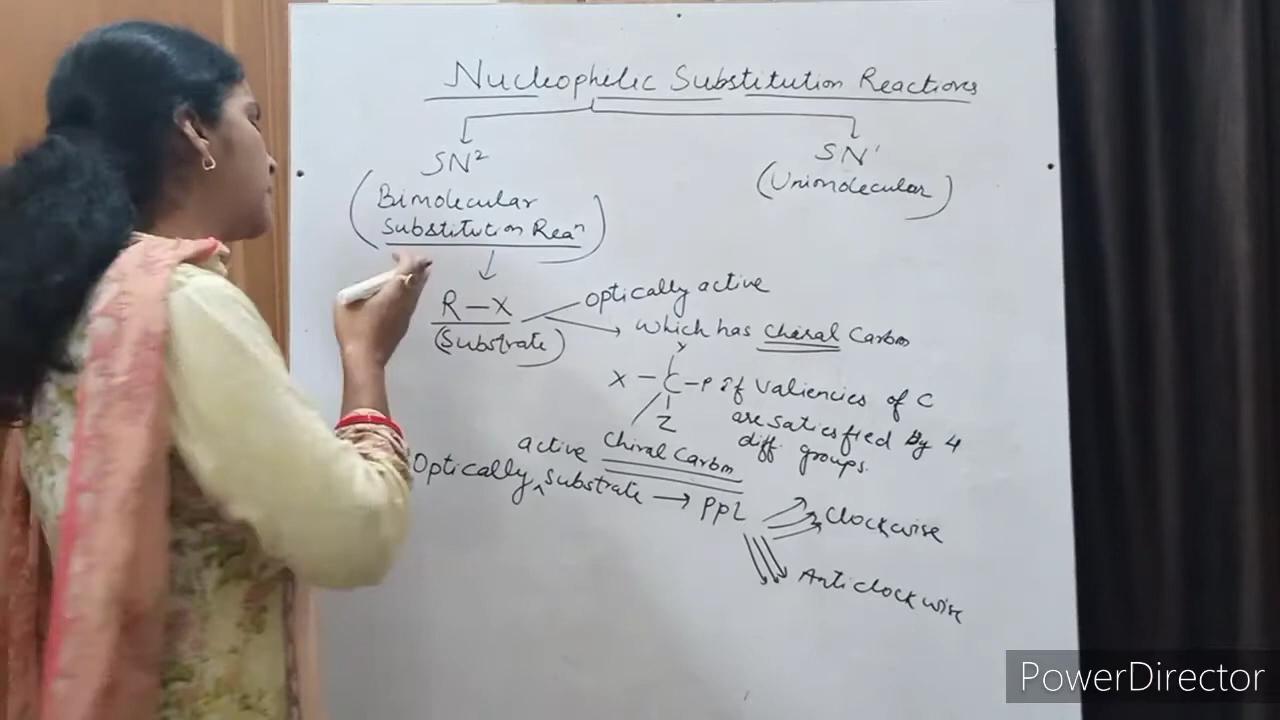 Nucleophilic Substitution Reactions
SN² SN¹
(Bimolecular
Substitution Reaⁿ)
(Unimolecular)
R-X
(Substrate)
Optically active
which has Chiral Carbon
Y
X - C - P
Z
if valiencies of C
are satiesfied by 4
diff groups.
Chiral Carbon
Optically active substrate → PPL
Clockwise
Anticlockwise
PowerDirector